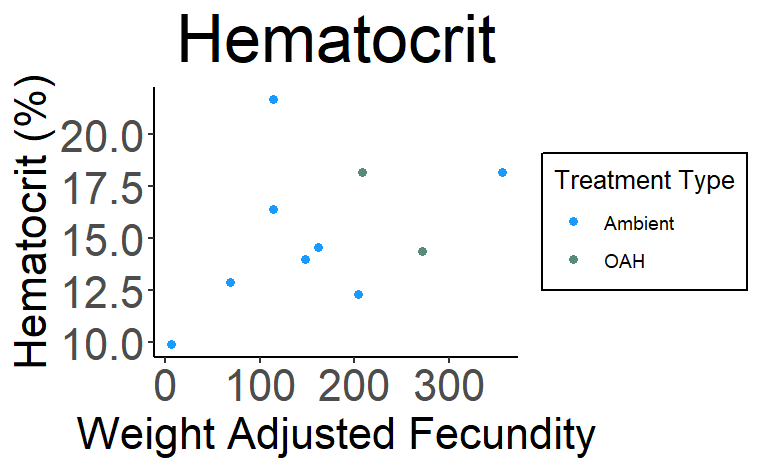 Hematocrit
Hematocrit (%)
20.0
17.5
15.0
12.5
10.0
0 100 200 300
Weight Adjusted Fecundity
Treatment Type
Ambient
OAH